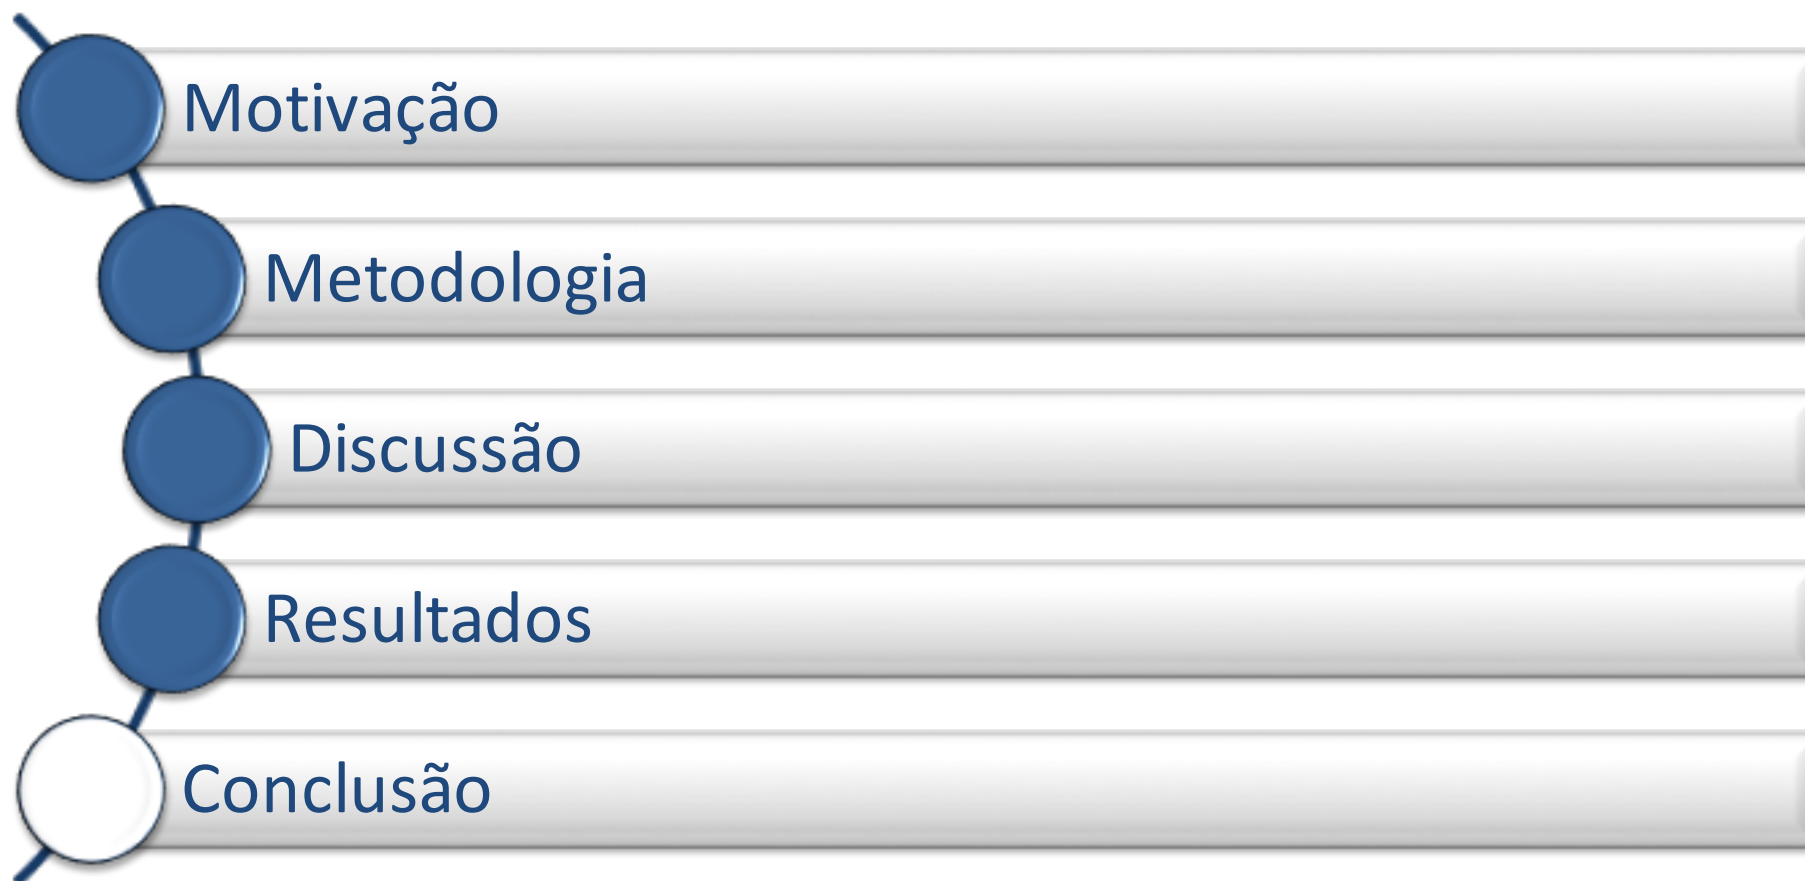 Motivação
Metodologia
Discussão
Resultados
Conclusão